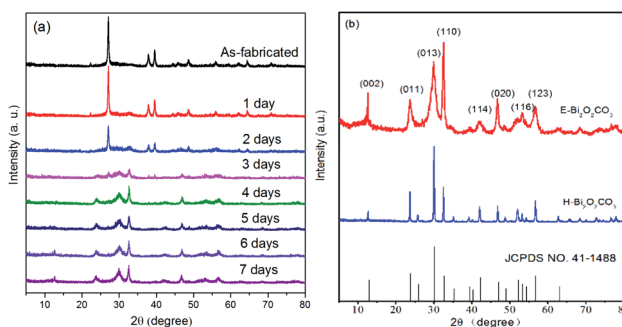 (a)
As-fabricated
1 day
2 days
3 days
4 days
5 days
6 days
7 days
Intensity (a. u.)
10 20 30 40 50 60 70 80
2θ (degree)
(b)
(002)
(011)
(013)
(110)
(114)
(020)
(116)
(123)
E-Bi₂O₂CO₃
H-Bi₂O₂CO₃
JCPDS NO. 41-1488
Intensity (a. u.)
10 20 30 40 50 60 70 80
2θ (degree)